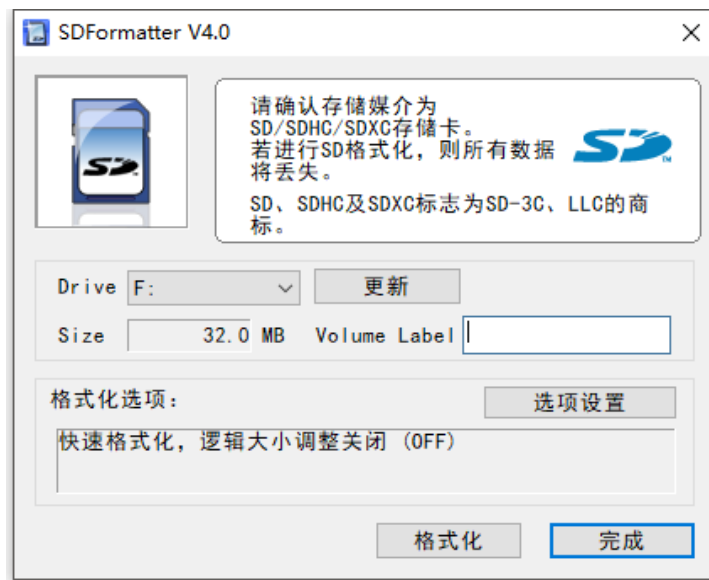 SDFormatter V4.0
请确认存储媒介为
SD/SDHC/SDXC存储卡。
若进行SD格式化，则所有数据
将丢失。
SD、SDHC及SDXC标志为SD-3C、LLC的商
标。
SD
SD
TM
Drive F: 更新
Size 32.0 MB Volume Label
格式化选项： 选项设置
快速格式化，逻辑大小调整关闭 (OFF)
格式化 完成